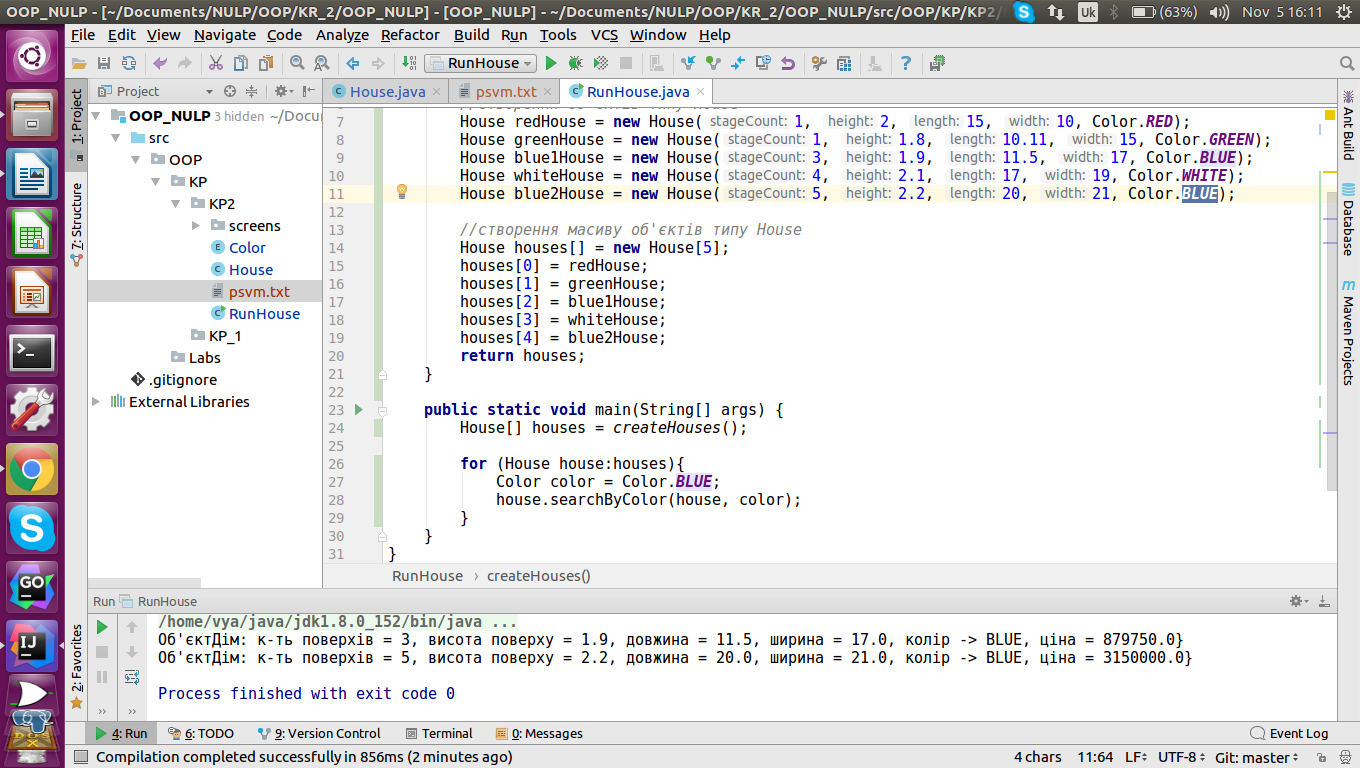 OOP_NULP - [~/Documents/NULP/OOP/KR_2/OOP_NULP] - [OOP_NULP] - ~/Documents/NULP/OOP/KR_2/OOP_NULP/src/OOP/KP/KP2/
Uk (63%) Nov 5 16:11
File Edit View Navigate Code Analyze Refactor Build Run Tools VCS Window Help
RunHouse
Project House.java psvm.txt RunHouse.java
1: Project
7: Structure
2: Favorites
OOP_NULP 3 hidden ~/Docum
src
OOP
KP
KP2
screens
Color
House
psvm.txt
RunHouse
KP_1
Labs
.gitignore
External Libraries
7 House redHouse = new House( stageCount: 1, height: 2, length: 15, width: 10, Color.RED);
8 House greenHouse = new House( stageCount: 1, height: 1.8, length: 10.11, width: 15, Color.GREEN);
9 House blue1House = new House( stageCount: 3, height: 1.9, length: 11.5, width: 17, Color.BLUE);
10 House whiteHouse = new House( stageCount: 4, height: 2.1, length: 17, width: 19, Color.WHITE);
11 House blue2House = new House( stageCount: 5, height: 2.2, length: 20, width: 21, Color.BLUE);
12
13 //створення масиву об'єктів типу House
14 House houses[] = new House[5];
15 houses[0] = redHouse;
16 houses[1] = greenHouse;
17 houses[2] = blue1House;
18 houses[3] = whiteHouse;
19 houses[4] = blue2House;
20 return houses;
21 }
22
23 public static void main(String[] args) {
24 House[] houses = createHouses();
25
26 for (House house:houses){
27 Color color = Color.BLUE;
28 house.searchByColor(house, color);
29 }
30 }
31 }
RunHouse › createHouses()
Ant Build
Database
Maven Projects
Run RunHouse
/home/vya/java/jdk1.8.0_152/bin/java ...
Об'єктДім: к-ть поверхів = 3, висота поверху = 1.9, довжина = 11.5, ширина = 17.0, колір -> BLUE, ціна = 879750.0}
Об'єктДім: к-ть поверхів = 5, висота поверху = 2.2, довжина = 20.0, ширина = 21.0, колір -> BLUE, ціна = 3150000.0}
Process finished with exit code 0
4: Run 6: TODO 9: Version Control Terminal 0: Messages Event Log
Compilation completed successfully in 856ms (2 minutes ago) 4 chars 11:64 LF UTF-8 Git: master